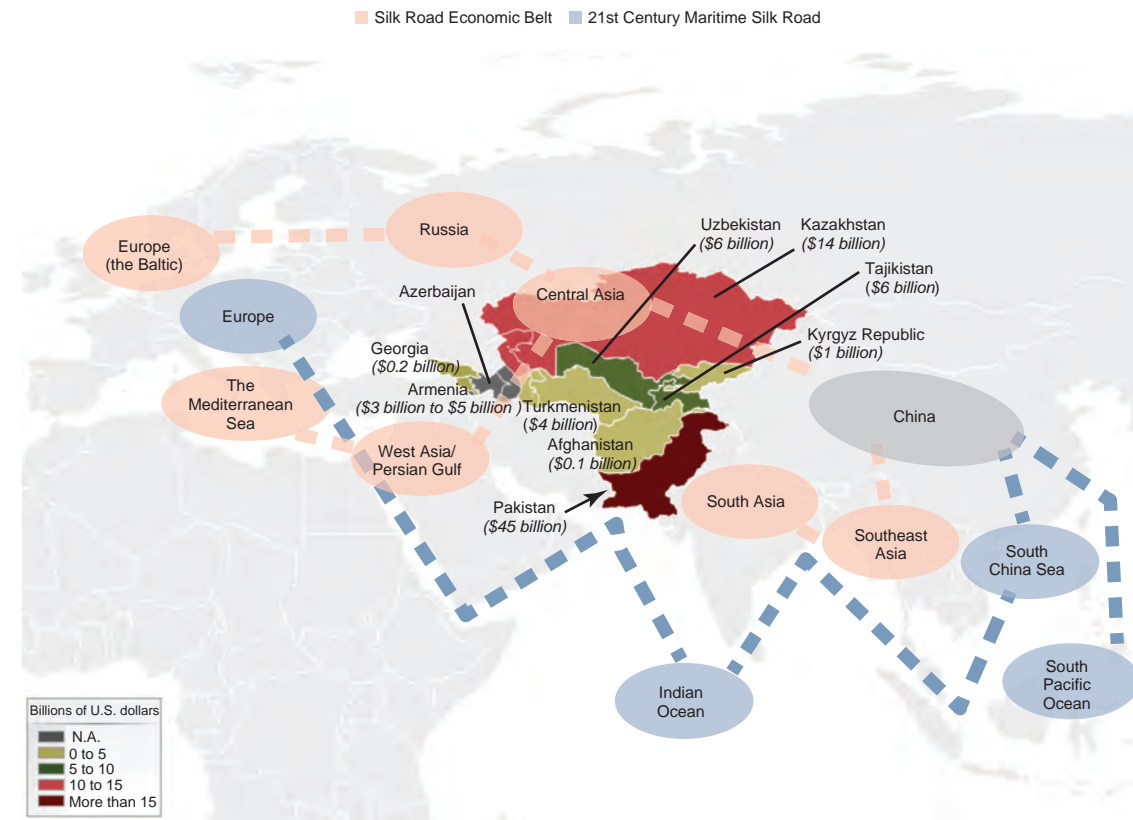 Silk Road Economic Belt
21st Century Maritime Silk Road
Uzbekistan
($6 billion)
Kazakhstan
($14 billion)
Russia
Europe
(the Baltic)
Tajikistan
($6 billion)
Azerbaijan
Central Asia
Europe
Kyrgyz Republic
($1 billion)
Georgia
($0.2 billion)
Armenia
($3 billion to $5 billion )
The
Mediterranean
Sea
Turkmenistan
($4 billion)
China
Afghanistan
($0.1 billion)
West Asia/
Persian Gulf
Pakistan
($45 billion)
South Asia
Southeast
Asia
South
China Sea
Indian
Ocean
South
Pacific
Ocean
Billions of U.S. dollars
N.A.
0 to 5
5 to 10
10 to 15
More than 15